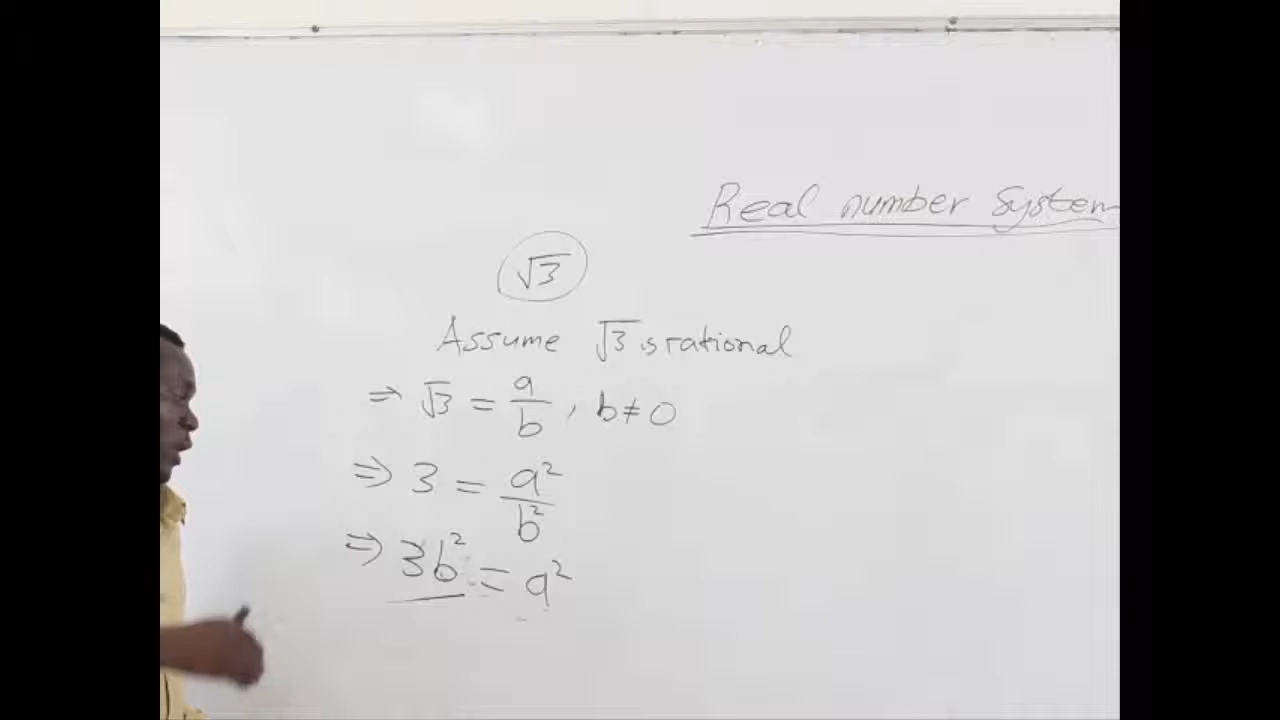 Real number System
√3
Assume √3 is rational
⇒ √3 = a/b , b ≠ 0
⇒ 3 = a²/b²
⇒ 3b² = a²